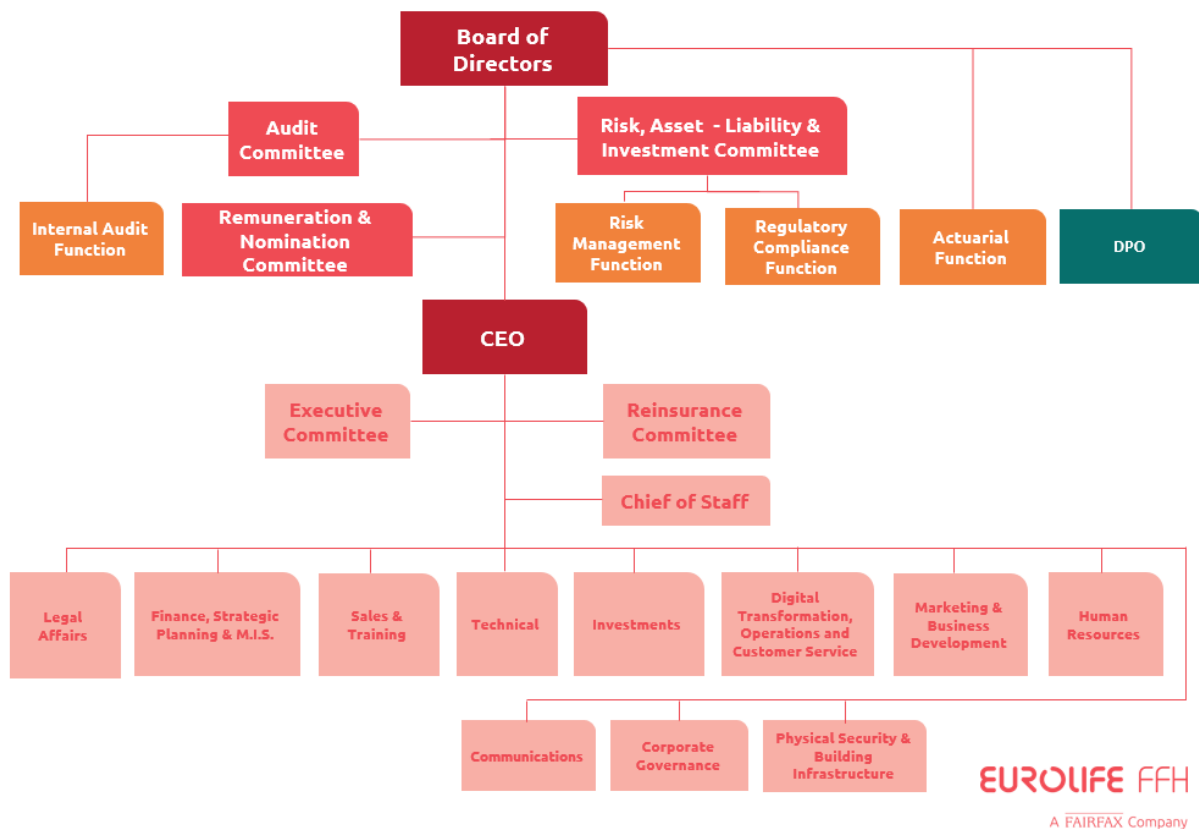 Board of
Directors
Audit
Committee
Risk, Asset - Liability &
Investment Committee
Internal Audit
Function
Remuneration &
Nomination
Committee
Risk
Management
Function
Regulatory
Compliance
Function
Actuarial
Function
DPO
CEO
Executive
Committee
Reinsurance
Committee
Chief of Staff
Legal
Affairs
Finance, Strategic
Planning & M.I.S.
Sales &
Training
Technical
Investments
Digital
Transformation,
Operations and
Customer Service
Marketing &
Business
Development
Human
Resources
Communications
Corporate
Governance
Physical Security &
Building
Infrastructure
EUROLIFE FFH
A FAIRFAX Company